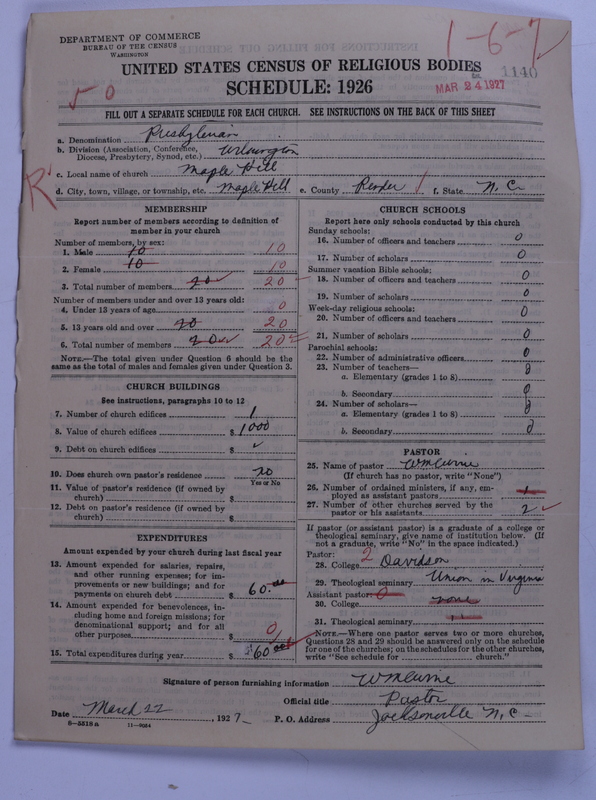 DEPARTMENT OF COMMERCE
BUREAU OF THE CENSUS
WASHINGTON
1-6-7
1140
MAR 24 1927
UNITED STATES CENSUS OF RELIGIOUS BODIES
SCHEDULE: 1926
50
FILL OUT A SEPARATE SCHEDULE FOR EACH CHURCH. SEE INSTRUCTIONS ON THE BACK OF THIS SHEET
a. Denomination Presbyterian
b. Division (Association, Conference, Diocese, Presbytery, Synod, etc.) Wilmington
c. Local name of church Maple Hill
R
d. City, town, village, or township, etc. Maple Hill e. County Pender f. State N.C.
MEMBERSHIP
Report number of members according to definition of
member in your church
Number of members, by sex:
1. Male 10 10
2. Female 10 10
3. Total number of members 20 20
Number of members under and over 13 years old:
4. Under 13 years of age 0
5. 13 years old and over 20 20
6. Total number of members 20 20
NOTE.—The total given under Question 6 should be the
same as the total of males and females given under Question 3.
CHURCH BUILDINGS
See instructions, paragraphs 10 to 12
7. Number of church edifices 1
8. Value of church edifices $1000
9. Debt on church edifices $
10. Does church own pastor's residence no
Yes or No
11. Value of pastor's residence (if owned by
church) $
12. Debt on pastor's residence (if owned by
church) $
EXPENDITURES
Amount expended by your church during last fiscal year
13. Amount expended for salaries, repairs,
and other running expenses; for im-
provements or new buildings; and for
payments on church debt $ 60.00
14. Amount expended for benevolences, in-
cluding home and foreign missions; for
denominational support; and for all
other purposes $ 0
15. Total expenditures during year $60.00
CHURCH SCHOOLS
Report here only schools conducted by this church
Sunday schools:
16. Number of officers and teachers 0
17. Number of scholars 0
Summer vacation Bible schools:
18. Number of officers and teachers 0
19. Number of scholars 0
Week-day religious schools:
20. Number of officers and teachers 0
21. Number of scholars 0
Parochial schools:
22. Number of administrative officers 0
23. Number of teachers—
a. Elementary (grades 1 to 8) 0
b. Secondary 0
24. Number of scholars—
a. Elementary (grades 1 to 8) 0
b. Secondary 0
PASTOR
25. Name of pastor W M Currie
(If church has no pastor, write "None")
26. Number of ordained ministers, if any, em-
ployed as assistant pastors 1
27. Number of other churches served by the
pastor or his assistants 2
If pastor (or assistant pastor) is a graduate of a college or
theological seminary, give name of institution below. (If
not a graduate, write "No" in the space indicated.)
Pastor: 2
28. College Davidson
29. Theological seminary Union in Virginia
Assistant pastor: 0
30. College none
31. Theological seminary "
NOTE.—Where one pastor serves two or more churches,
Questions 28 and 29 should be answered only on the schedule
for one of the churches; on the schedules for the other churches,
write "See schedule for church."
Signature of person furnishing information W M Currie
Official title Pastor
Date March 22, 1927 P. O. Address Jacksonville N.C.
8-5518a 11-9034